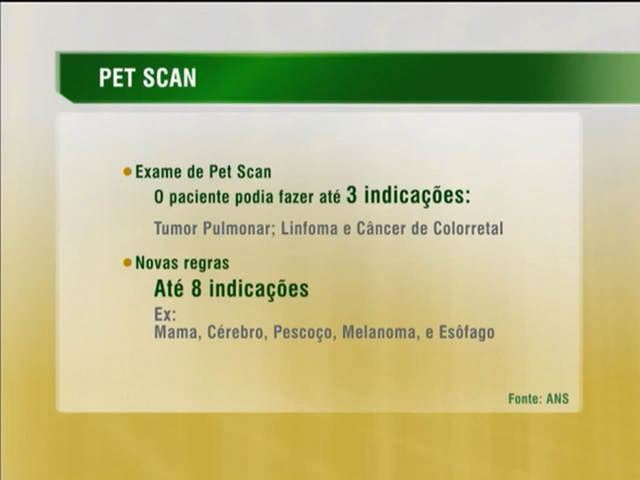 PET SCAN
Exame de Pet Scan
O paciente podia fazer até 3 indicações:
Tumor Pulmonar; Linfoma e Câncer de Colorretal
Novas regras
Até 8 indicações
Ex:
Mama, Cérebro, Pescoço, Melanoma, e Esôfago
Fonte: ANS